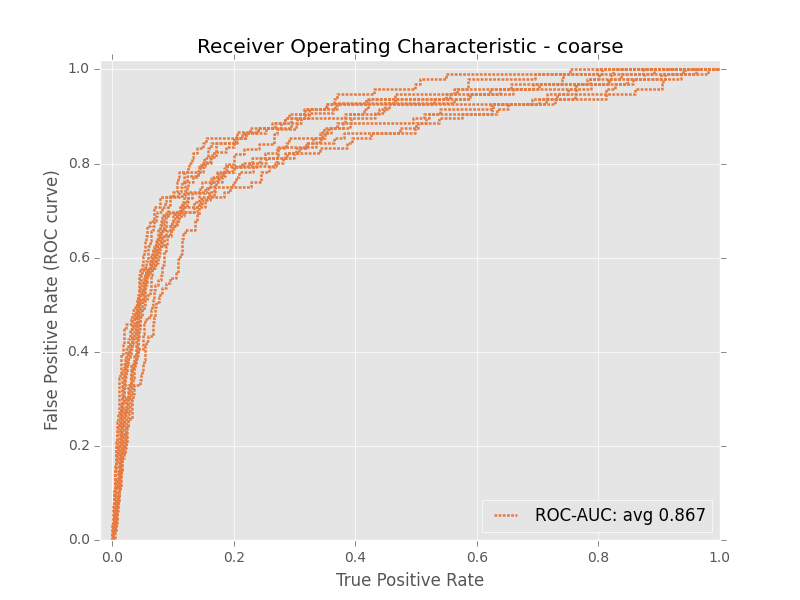 Receiver Operating Characteristic - coarse
False Positive Rate (ROC curve)
1.0
0.8
0.6
0.4
0.2
0.0
ROC-AUC: avg 0.867
0.0 0.2 0.4 0.6 0.8 1.0
True Positive Rate